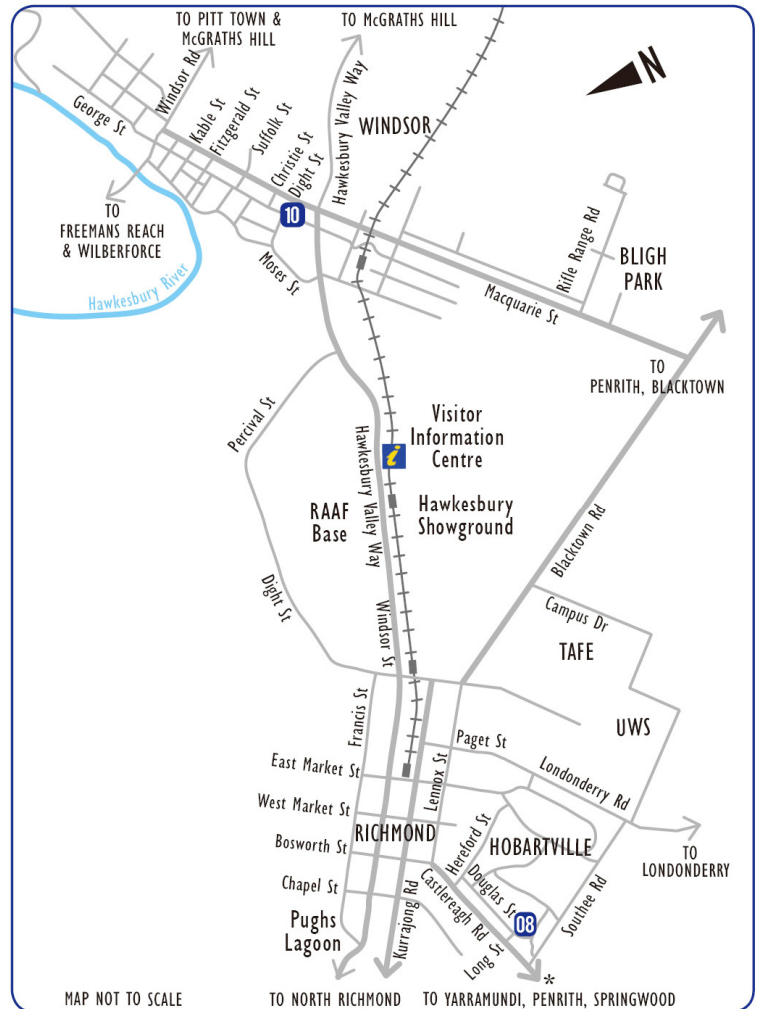 TO PITT TOWN &
McGRATHS HILL
TO McGRATHS HILL
N
Windsor Rd
George St
Kable St
Fitzgerald St
Suffolk St
Christie St
Dight St
Hawkesbury Valley Way
WINDSOR
10
TO
FREEMANS REACH
& WILBERFORCE
Hawkesbury River
Moses St
Rifle Range Rd
BLIGH
PARK
Macquarie St
TO
PENRITH, BLACKTOWN
Percival St
Visitor
Information
Centre
i
Hawkesbury Valley Way
RAAF
Base
Hawkesbury
Showground
Blacktown Rd
Dight St
Windsor St
Campus Dr
TAFE
UWS
Francis St
Paget St
East Market St
Lennox St
Londonderry Rd
West Market St
RICHMOND
Hereford St
HOBARTVILLE
Bosworth St
TO
LONDONDERRY
Chapel St
Douglas St
Castlereagh Rd
Kurrajong Rd
08
Southee Rd
Pughs
Lagoon
Long St
*
MAP NOT TO SCALE
TO NORTH RICHMOND
TO YARRAMUNDI, PENRITH, SPRINGWOOD